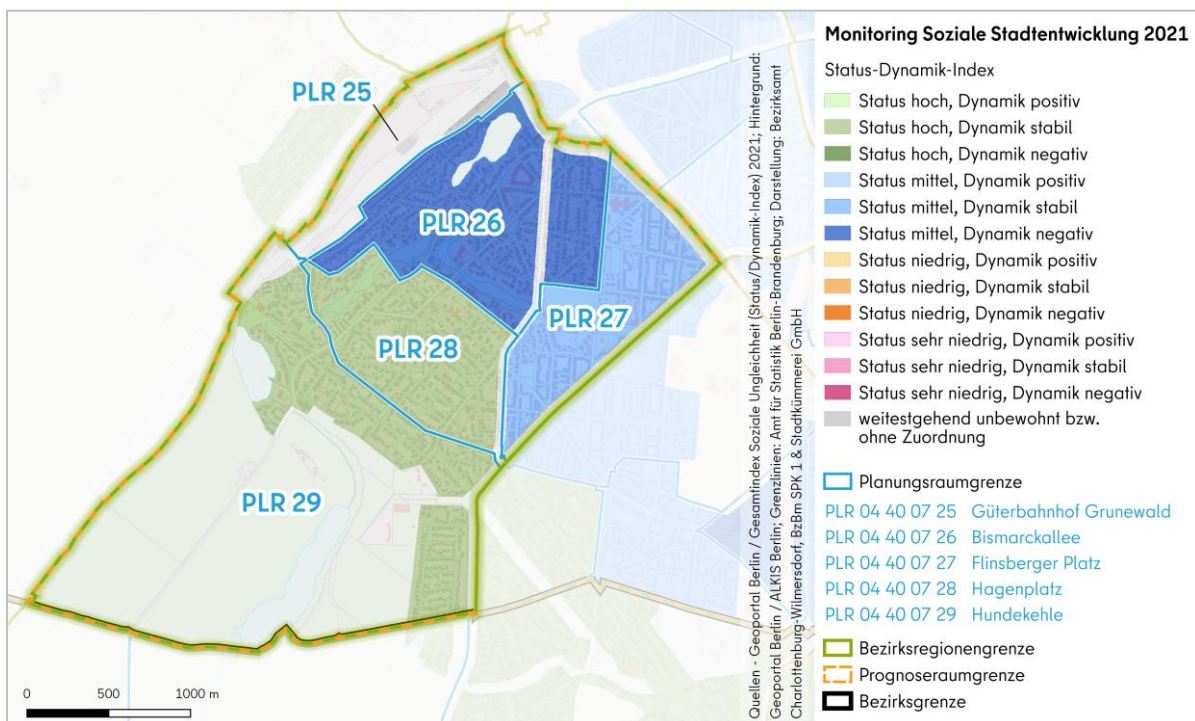 PLR 25
PLR 26
PLR 27
PLR 28
PLR 29
0 500 1000 m
Quellen - Geoportal Berlin / Gesamtindex Soziale Ungleichheit (Status/Dynamik-Index) 2021; Hintergrund:
Geoportal Berlin / ALKIS Berlin; Grenzlinien: Amt für Statistik Berlin-Brandenburg; Darstellung: Bezirksamt
Charlottenburg-Wilmersdorf, BzBm SPK 1 & Stadtkümmerei GmbH
Monitoring Soziale Stadtentwicklung 2021
Status-Dynamik-Index
Status hoch, Dynamik positiv
Status hoch, Dynamik stabil
Status hoch, Dynamik negativ
Status mittel, Dynamik positiv
Status mittel, Dynamik stabil
Status mittel, Dynamik negativ
Status niedrig, Dynamik positiv
Status niedrig, Dynamik stabil
Status niedrig, Dynamik negativ
Status sehr niedrig, Dynamik positiv
Status sehr niedrig, Dynamik stabil
Status sehr niedrig, Dynamik negativ
weitestgehend unbewohnt bzw.
ohne Zuordnung
Planungsraumgrenze
PLR 04 40 07 25 Güterbahnhof Grunewald
PLR 04 40 07 26 Bismarckallee
PLR 04 40 07 27 Flinsberger Platz
PLR 04 40 07 28 Hagenplatz
PLR 04 40 07 29 Hundekehle
Bezirksregionengrenze
Prognoseraumgrenze
Bezirksgrenze